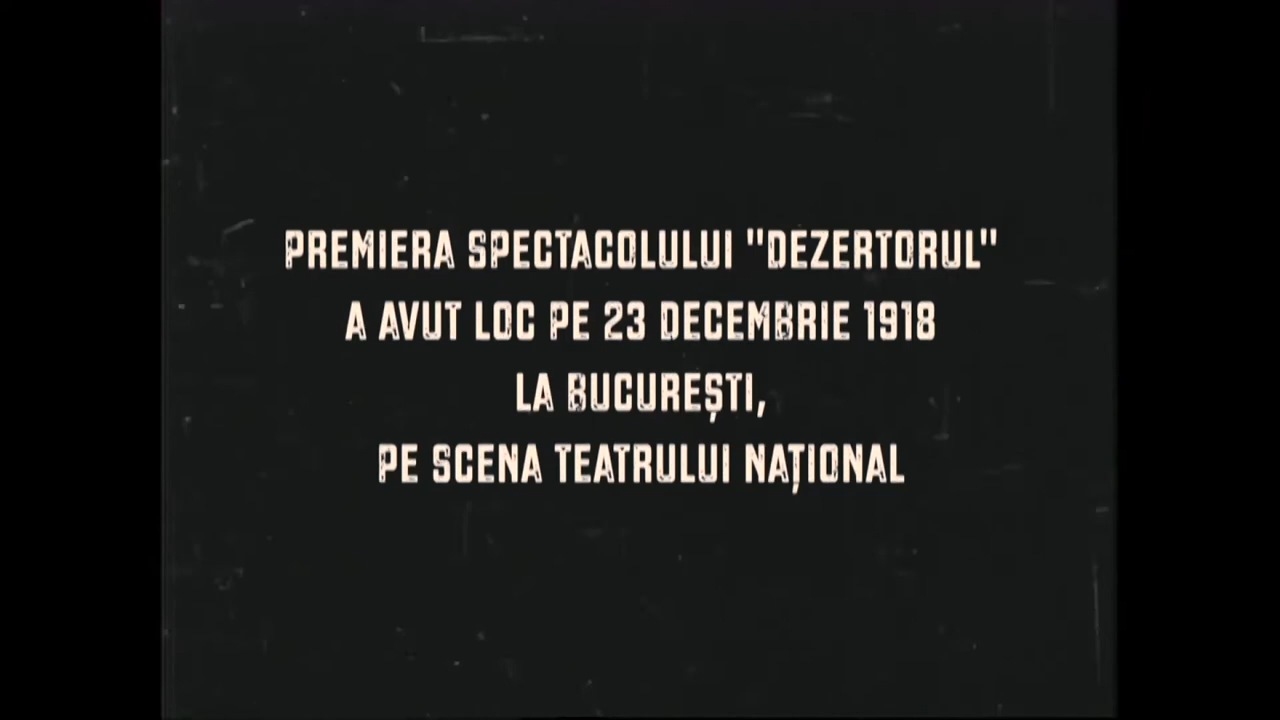 PREMIERA SPECTACOLULUI "DEZERTORUL"
A AVUT LOC PE 23 DECEMBRIE 1918
LA BUCUREȘTI,
PE SCENA TEATRULUI NAȚIONAL